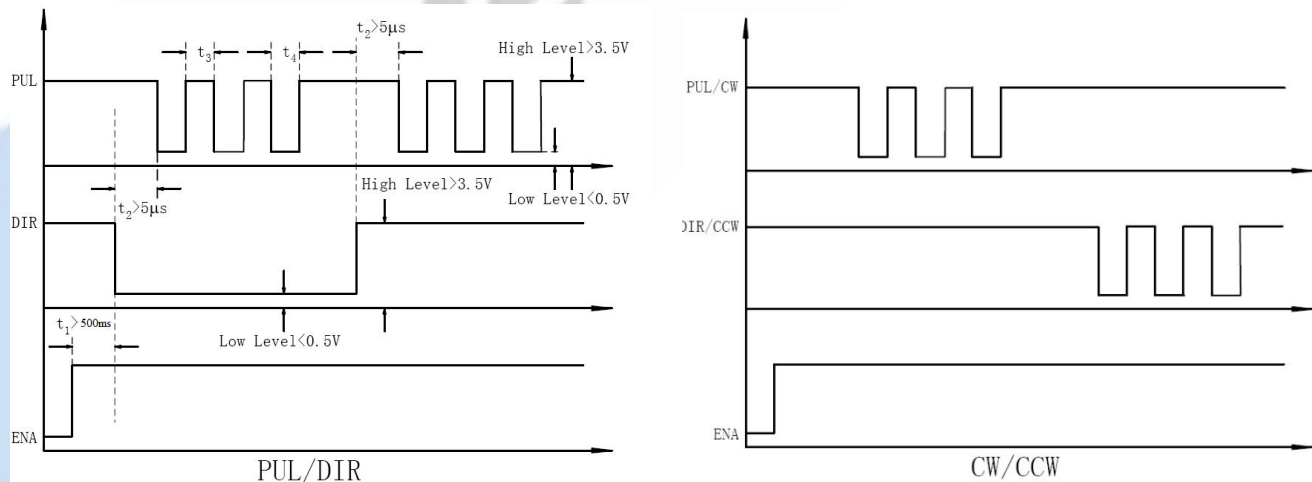 t₂>5μs
t₃
t₄
High Level>3.5V
PUL
t₂>5μs
High Level>3.5V
Low Level<0.5V
DIR
t₁>500ms
Low Level<0.5V
ENA
PUL/DIR
PUL/CW
DIR/CCW
ENA
CW/CCW